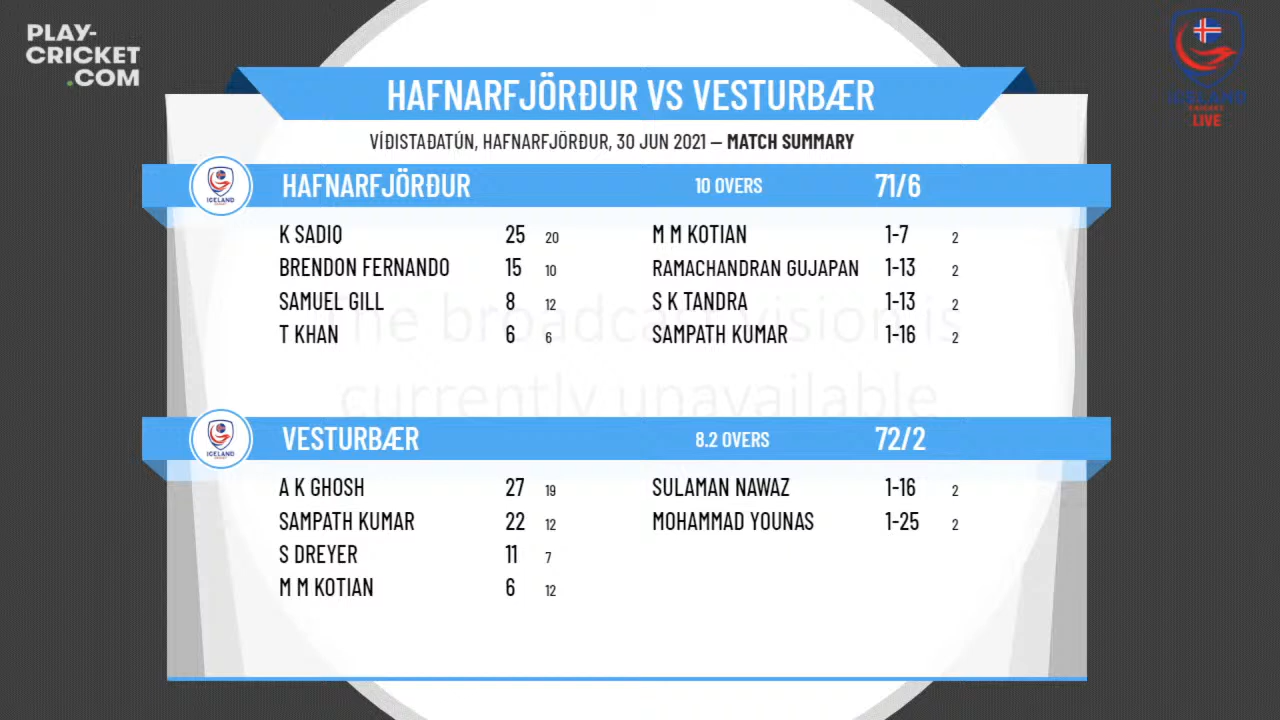 PLAY-
CRICKET
.COM
ICELAND
CRICKET
LIVE
HAFNARFJÖRÐUR VS VESTURBÆR
VÍÐISTAÐATÚN, HAFNARFJÖRÐUR, 30 JUN 2021 – MATCH SUMMARY
ICELAND
HAFNARFJÖRÐUR 10 OVERS 71/6
K SADIQ 25 20 M M KOTIAN 1-7 2
BRENDON FERNANDO 15 10 RAMACHANDRAN GUJAPAN 1-13 2
SAMUEL GILL 8 12 S K TANDRA 1-13 2
T KHAN 6 6 SAMPATH KUMAR 1-16 2
The broadcast vision is
currently unavailable
ICELAND
VESTURBÆR 8.2 OVERS 72/2
A K GHOSH 27 19 SULAMAN NAWAZ 1-16 2
SAMPATH KUMAR 22 12 MOHAMMAD YOUNAS 1-25 2
S DREYER 11 7
M M KOTIAN 6 12